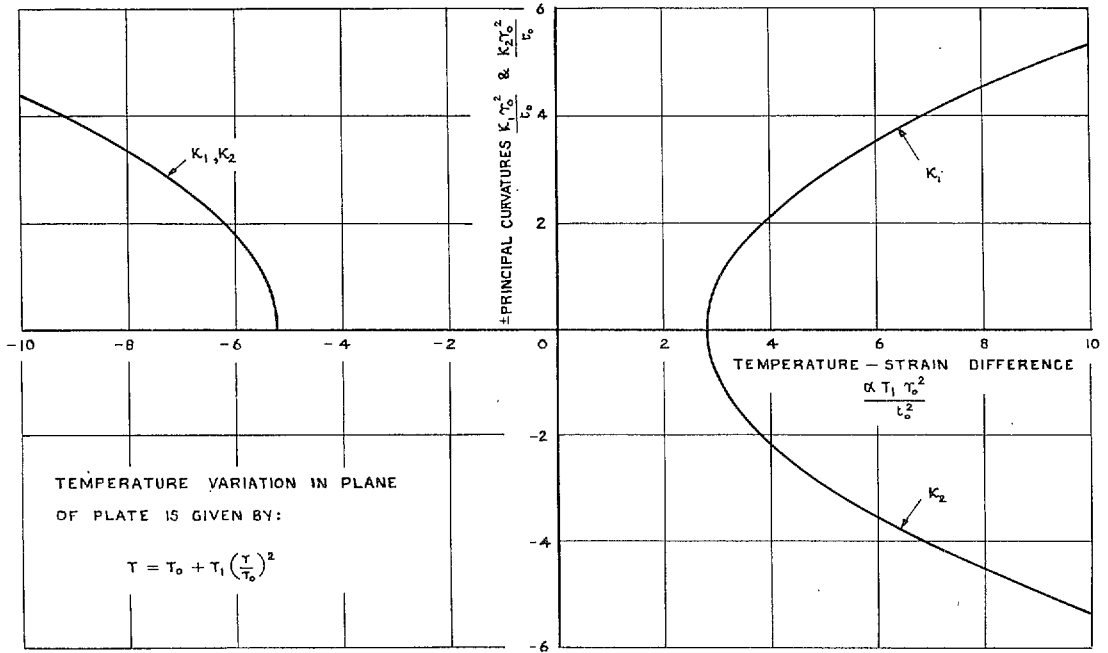 ±PRINCIPAL CURVATURES K₁r₀²/t₀ & K₂r₀²/t₀
6
4
2
0
-2
-4
-6
-10
-8
-6
-4
-2
2
4
6
8
10
K₁,K₂
K₁
K₂
TEMPERATURE — STRAIN DIFFERENCE
α T₁ r₀²
t₀²
TEMPERATURE VARIATION IN PLANE
OF PLATE IS GIVEN BY:
T = T₀ + T₁(r/r₀)²